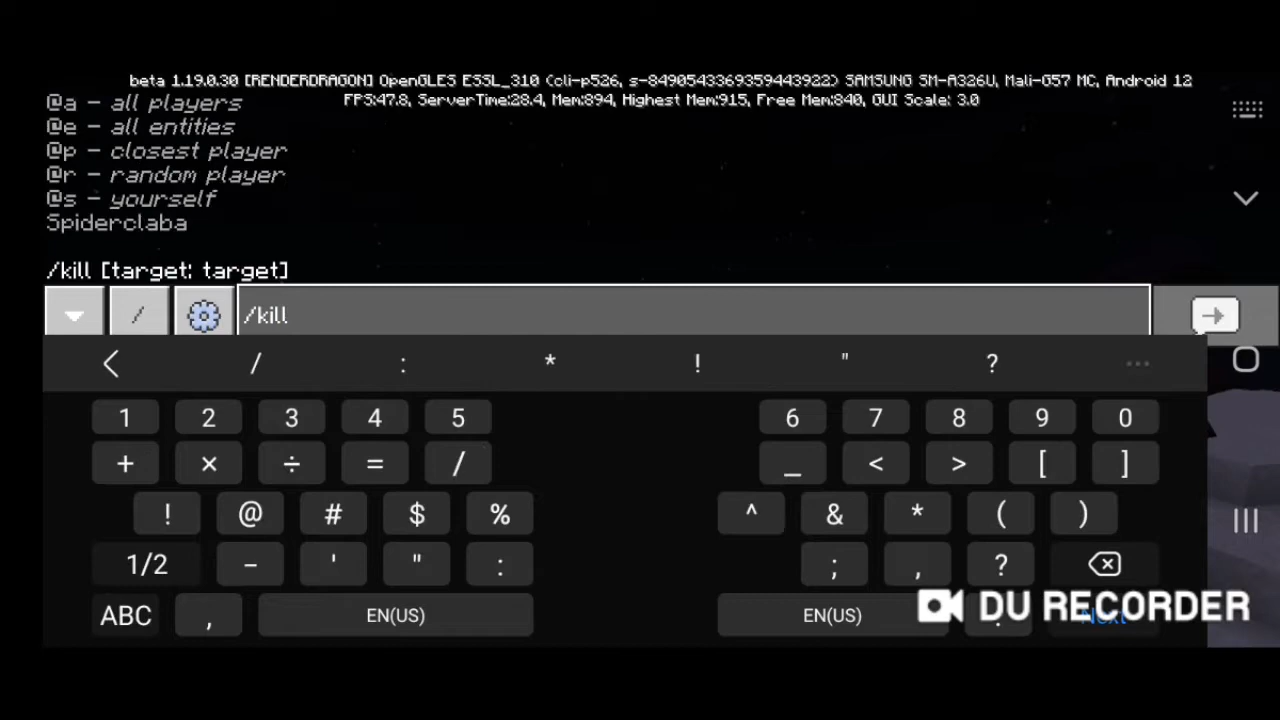 beta 1.19.0.30 [RENDERDRAGON] OpenGLES ESSL_310 (cli-p526, s-8490543369359443922) SAMSUNG SM-A326U, Mali-G57 MC, Android 12
FPS:47.8, ServerTime:28.4, Mem:894, Highest Mem:915, Free Mem:840, GUI Scale: 3.0
@a - all players
@e - all entities
@p - closest player
@r - random player
@s - yourself
Spiderclaba
/kill [target: target]
/ /kill
/ : * ! " ? ...
1 2 3 4 5 6 7 8 9 0
+ × ÷ = / _ < > [ ]
! @ # $ % ^ & * ( )
1/2 - ' " : ; , ?
ABC , EN(US) EN(US) . Next
DU RECORDER